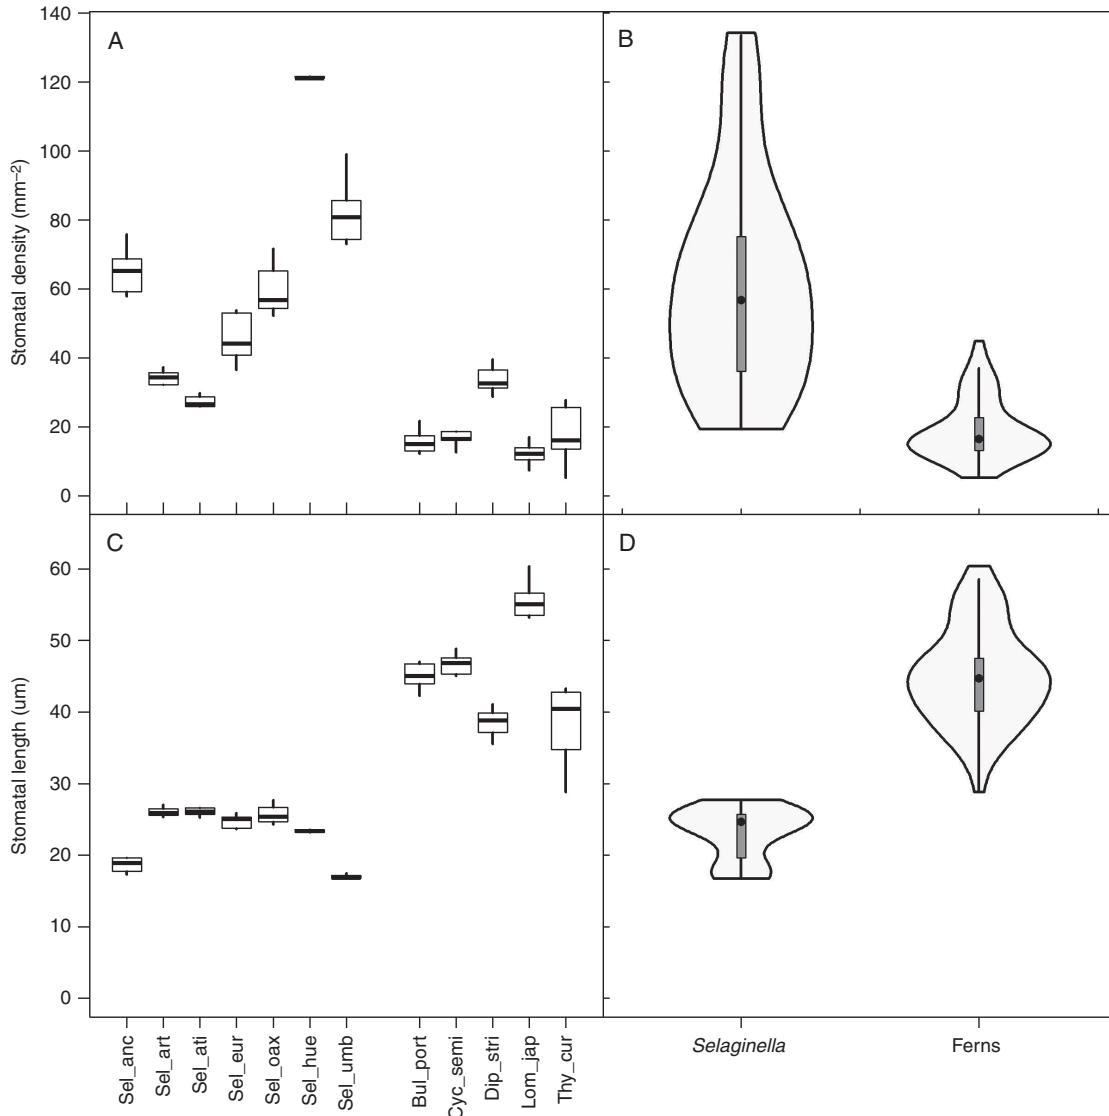 A
B
Stomatal density (mm⁻²)
140
120
100
80
60
40
20
0
C
D
Stomatal length (um)
60
50
40
30
20
10
0
Sel_anc
Sel_art
Sel_ati
Sel_eur
Sel_oax
Sel_hue
Sel_umb
Bul_port
Cyc_semi
Dip_stri
Lom_jap
Thy_cur
Selaginella
Ferns